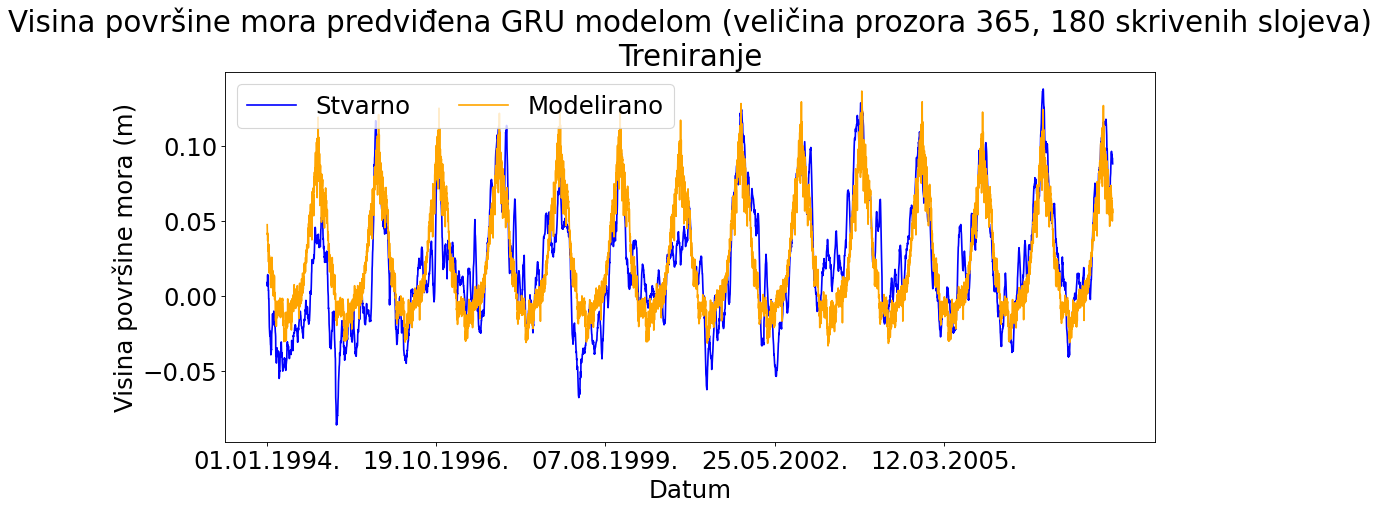 Visina površine mora predviđena GRU modelom (veličina prozora 365, 180 skrivenih slojeva)
Treniranje
Stvarno
Modelirano
Visina površine mora (m)
0.10
0.05
0.00
−0.05
01.01.1994.
19.10.1996.
07.08.1999.
25.05.2002.
12.03.2005.
Datum